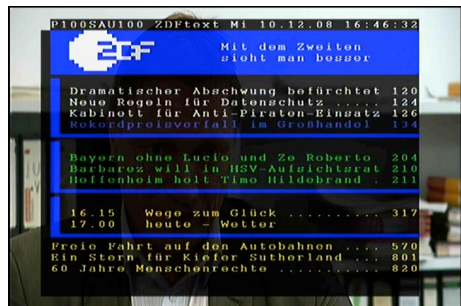 P100SAU100 ZDFtext Mi 10.12.08 16:46:32
ZDF
Mit dem Zweiten
sieht man besser
Dramatischer Abschwung befürchtet 120
Neue Regeln für Datenschutz ..... 124
Kabinett für Anti-Piraten-Einsatz 126
Rekordpreisverfall im Großhandel 134
Bayern ohne Lucio und Ze Roberto 204
Barbarez will in HSV-Aufsichtsrat 210
Hoffenheim holt Timo Hildebrand . 211
16.15 Wege zum Glück .......... 317
17.00 heute - Wetter
Freie Fahrt auf den Autobahnen .... 570
Ein Stern für Kiefer Sutherland ... 801
60 Jahre Menschenrechte ........... 820